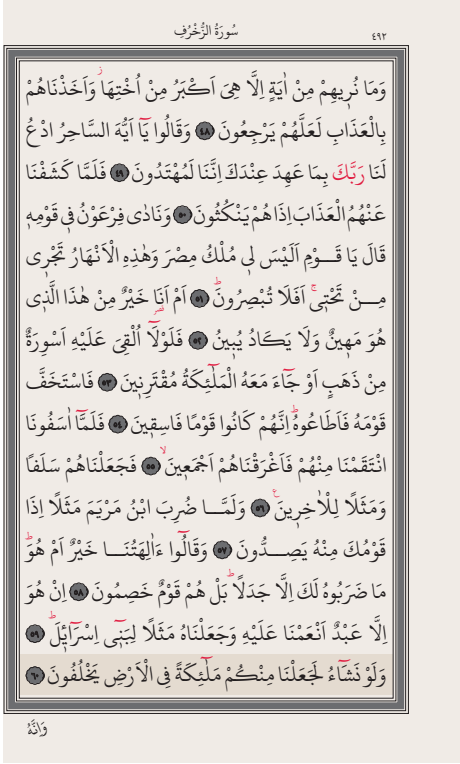 سُورَةُ الزُّخْرُفِ
٤٩٢
وَمَا نُرٖيهِمْ مِنْ اٰيَةٍ اِلَّا هِىَ اَكْبَرُ مِنْ اُخْتِهَاۘ وَاَخَذْنَاهُمْ
بِالْعَذَابِ لَعَلَّهُمْ يَرْجِعُونَ ﴿٤٨﴾ وَقَالُوا يَٓا اَيُّهَ السَّاحِرُ ادْعُ
لَنَا رَبَّكَ بِمَا عَهِدَ عِنْدَكَ اِنَّنَا لَمُهْتَدُونَ ﴿٤٩﴾ فَلَمَّا كَشَفْنَا
عَنْهُمُ الْعَذَابَ اِذَا هُمْ يَنْكُثُونَ ﴿٥٠﴾ وَنَادٰى فِرْعَوْنُ فٖى قَوْمِهٖ
قَالَ يَا قَوْمِ اَلَيْسَ لٖى مُلْكُ مِصْرَ وَهٰذِهِ الْاَنْهَارُ تَجْرٖى
مِنْ تَحْتٖىۚ اَفَلَا تُبْصِرُونَۜ ﴿٥١﴾ اَمْ اَنَا خَيْرٌ مِنْ هٰذَا الَّذٖى
هُوَ مَهٖينٌ وَلَا يَكَادُ يُبٖينُ ﴿٥٢﴾ فَلَوْلَٓا اُلْقِىَ عَلَيْهِ اَسْوِرَةٌ
مِنْ ذَهَبٍ اَوْ جَٓاءَ مَعَهُ الْمَلٰٓئِكَةُ مُقْتَرِنٖينَ ﴿٥٣﴾ فَاسْتَخَفَّ
قَوْمَهُ فَاَطَاعُوهُۜ اِنَّهُمْ كَانُوا قَوْمًا فَاسِقٖينَ ﴿٥٤﴾ فَلَمَّٓا اٰسَفُونَا
انْتَقَمْنَا مِنْهُمْ فَاَغْرَقْنَاهُمْ اَجْمَعٖينَۙ ﴿٥٥﴾ فَجَعَلْنَاهُمْ سَلَفًا
وَمَثَلًا لِلْاٰخِرٖينَ۟ ﴿٥٦﴾ وَلَمَّا ضُرِبَ ابْنُ مَرْيَمَ مَثَلًا اِذَا
قَوْمُكَ مِنْهُ يَصِدُّونَ ﴿٥٧﴾ وَقَالُٓوا ءَاٰلِهَتُنَا خَيْرٌ اَمْ هُوَۜ
مَا ضَرَبُوهُ لَكَ اِلَّا جَدَلًاۜ بَلْ هُمْ قَوْمٌ خَصِمُونَ ﴿٥٨﴾ اِنْ هُوَ
اِلَّا عَبْدٌ اَنْعَمْنَا عَلَيْهِ وَجَعَلْنَاهُ مَثَلًا لِبَنٖٓى اِسْرَٓائٖلَۜ ﴿٥٩﴾
وَلَوْ نَشَٓاءُ لَجَعَلْنَا مِنْكُمْ مَلٰٓئِكَةً فِى الْاَرْضِ يَخْلُفُونَ ﴿٦٠﴾
وَاِنَّهُ